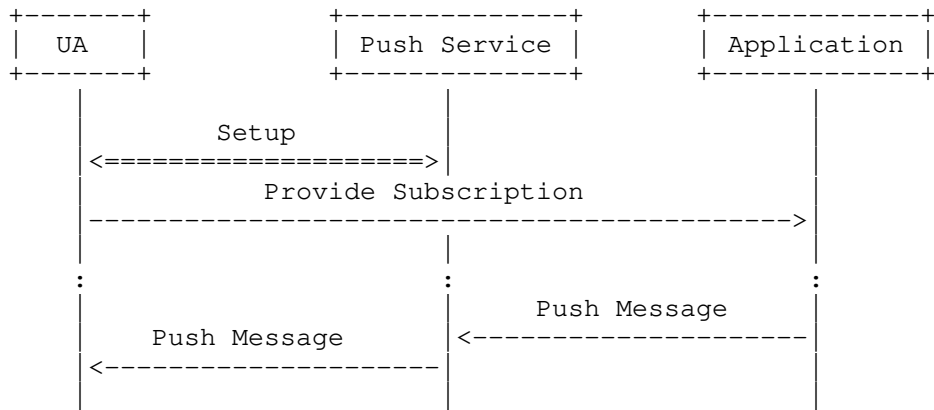 UA Push Service Application
Setup
Provide Subscription
Push Message
Push Message